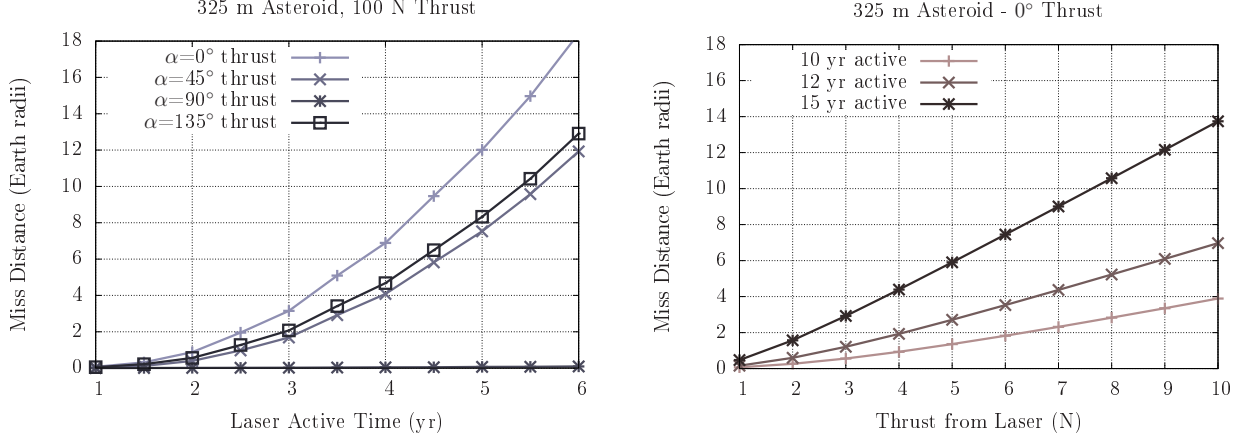 325 m Asteroid, 100 N Thrust
18
16
14
12
10
8
6
4
2
0
Miss Distance (Earth radii)
α=0° thrust
α=45° thrust
α=90° thrust
α=135° thrust
1 2 3 4 5 6
Laser Active Time (yr)
325 m Asteroid - 0° Thrust
18
16
14
12
10
8
6
4
2
0
Miss Distance (Earth radii)
10 yr active
12 yr active
15 yr active
1 2 3 4 5 6 7 8 9 10
Thrust from Laser (N)